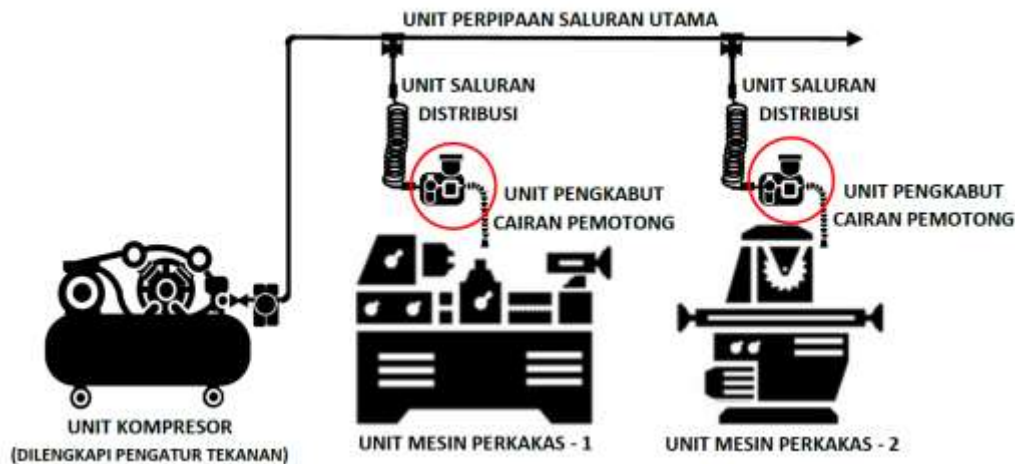 UNIT PERPIPAAN SALURAN UTAMA
UNIT SALURAN
DISTRIBUSI
UNIT SALURAN
DISTRIBUSI
UNIT PENGKABUT
CAIRAN PEMOTONG
UNIT PENGKABUT
CAIRAN PEMOTONG
UNIT KOMPRESOR
(DILENGKAPI PENGATUR TEKANAN)
UNIT MESIN PERKAKAS - 1
UNIT MESIN PERKAKAS - 2